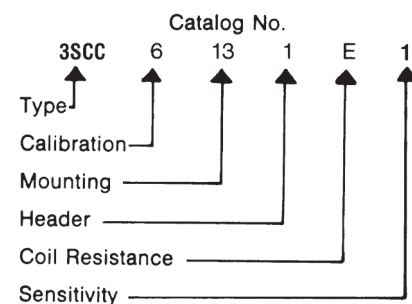 Catalog No.
3SCC 6 13 1 E 1
Type
Calibration
Mounting
Header
Coil Resistance
Sensitivity